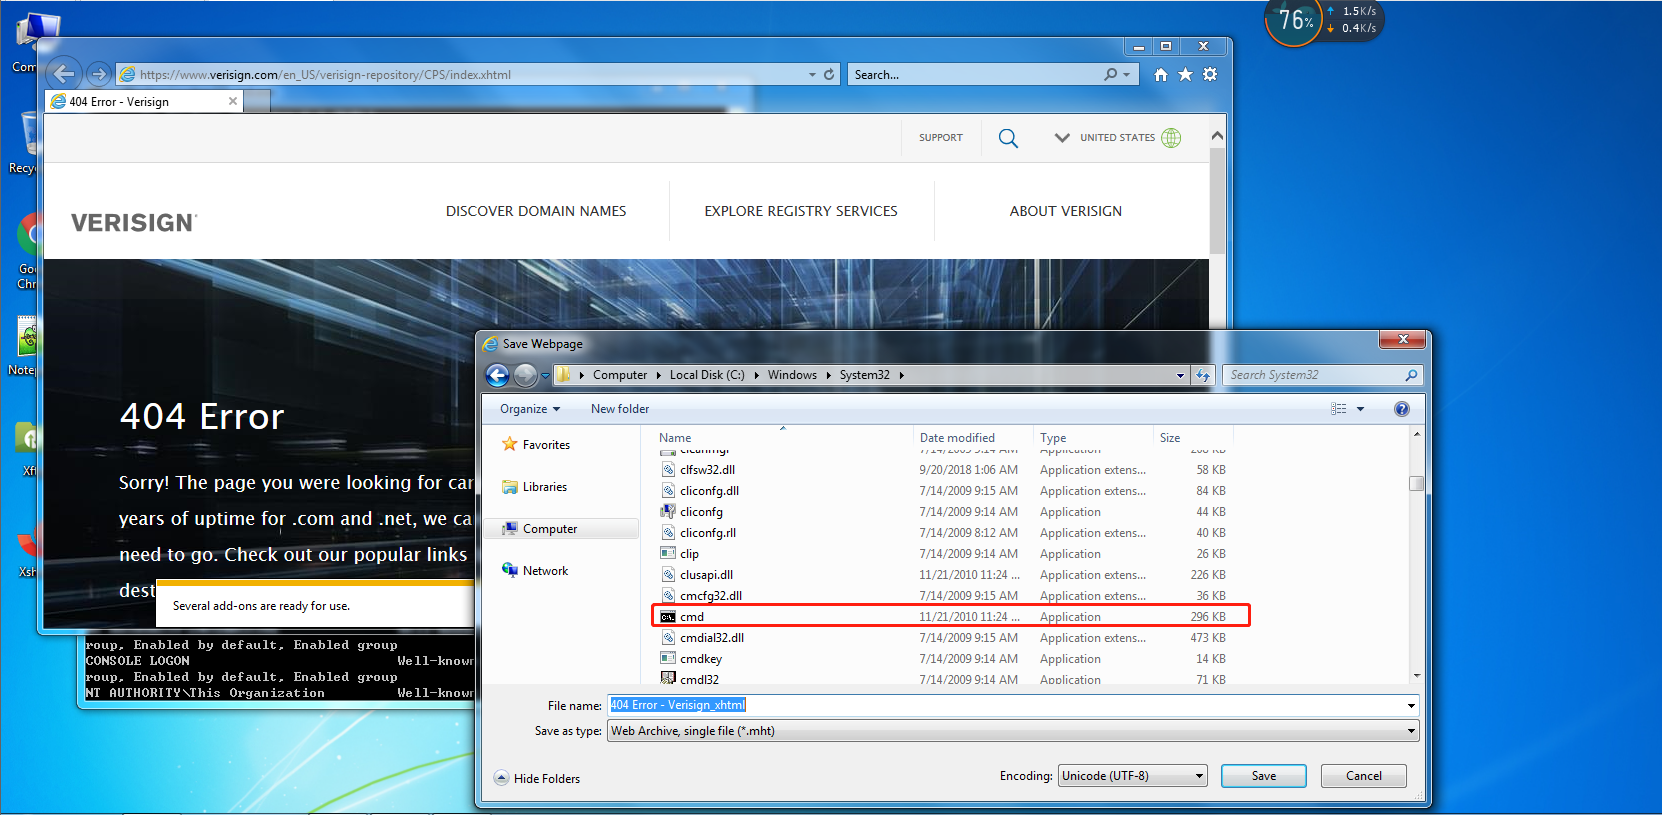 76%
1.5K/s
0.4K/s
Com
https://www.verisign.com/en_US/verisign-repository/CPS/index.xhtml
Search...
404 Error - Verisign
Recyc
SUPPORT
UNITED STATES
VERISIGN
DISCOVER DOMAIN NAMES
EXPLORE REGISTRY SERVICES
ABOUT VERISIGN
Goo
Chr
Notep
Xf
Xsh
404 Error
Sorry! The page you were looking for can
years of uptime for .com and .net, we ca
need to go. Check out our popular links
dest
Several add-ons are ready for use.
roup, Enabled by default, Enabled group
CONSOLE LOGON Well-known
roup, Enabled by default, Enabled group
NT AUTHORITY\This Organization Well-known
Save Webpage
Computer Local Disk (C:) Windows System32
Search System32
Organize New folder
Favorites
Libraries
Computer
Network
Name Date modified Type Size
cleanmgr 7/14/2009 9:14 AM Application
clfsw32.dll 9/20/2018 1:06 AM Application extens... 58 KB
cliconfg.dll 7/14/2009 9:15 AM Application extens... 84 KB
cliconfg 7/14/2009 9:14 AM Application 44 KB
cliconfg.rll 7/14/2009 8:12 AM Application extens... 40 KB
clip 7/14/2009 9:14 AM Application 26 KB
clusapi.dll 11/21/2010 11:24 ... Application extens... 226 KB
cmcfg32.dll 7/14/2009 9:15 AM Application extens... 36 KB
C:\. cmd 11/21/2010 11:24 ... Application 296 KB
cmdial32.dll 7/14/2009 9:15 AM Application extens... 473 KB
cmdkey 7/14/2009 9:14 AM Application 14 KB
cmdl32 7/14/2009 9:14 AM Application 71 KB
File name: 404 Error - Verisign_xhtml
Save as type: Web Archive, single file (*.mht)
Hide Folders
Encoding: Unicode (UTF-8)
Save
Cancel